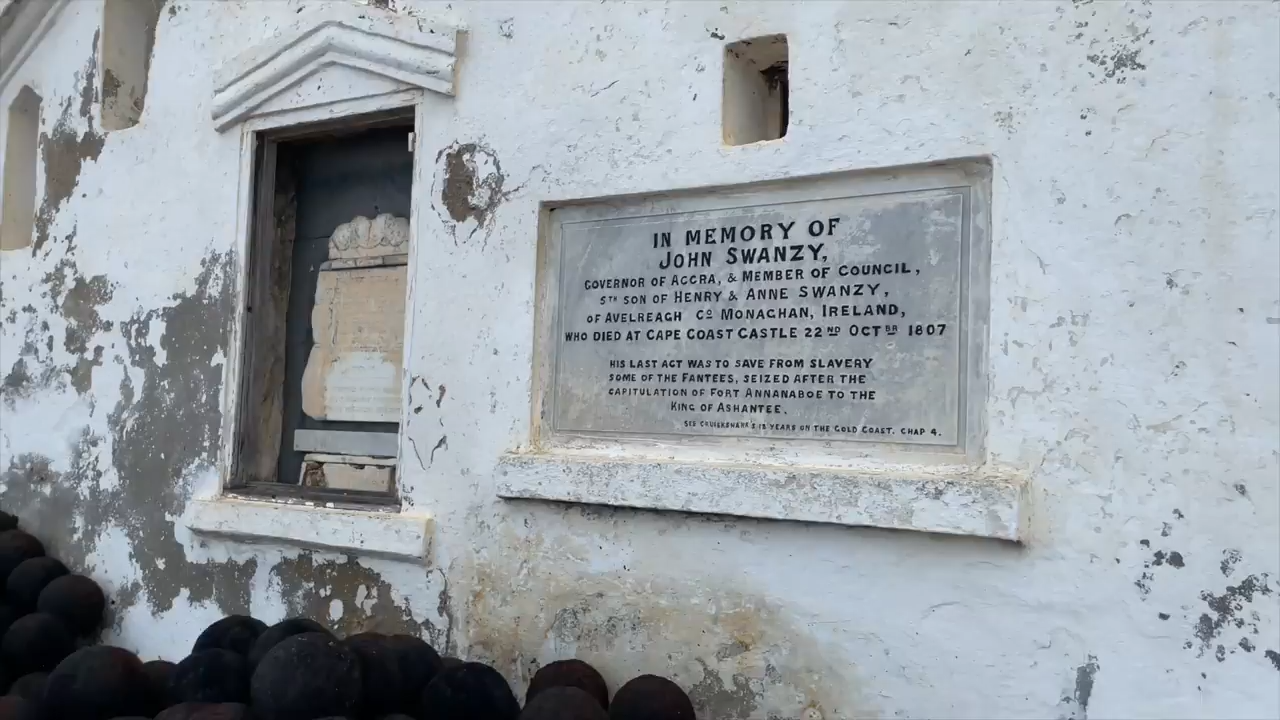 IN MEMORY OF
JOHN SWANZY,
GOVERNOR OF ACCRA, & MEMBER OF COUNCIL,
5TH SON OF HENRY & ANNE SWANZY,
OF AVELREAGH CO MONAGHAN, IRELAND,
WHO DIED AT CAPE COAST CASTLE 22ND OCTBR 1807
HIS LAST ACT WAS TO SAVE FROM SLAVERY
SOME OF THE FANTEES, SEIZED AFTER THE
CAPITULATION OF FORT ANNANABOE TO THE
KING OF ASHANTEE.
SEE CRUIKSHANK'S 18 YEARS ON THE GOLD COAST. CHAP 4.